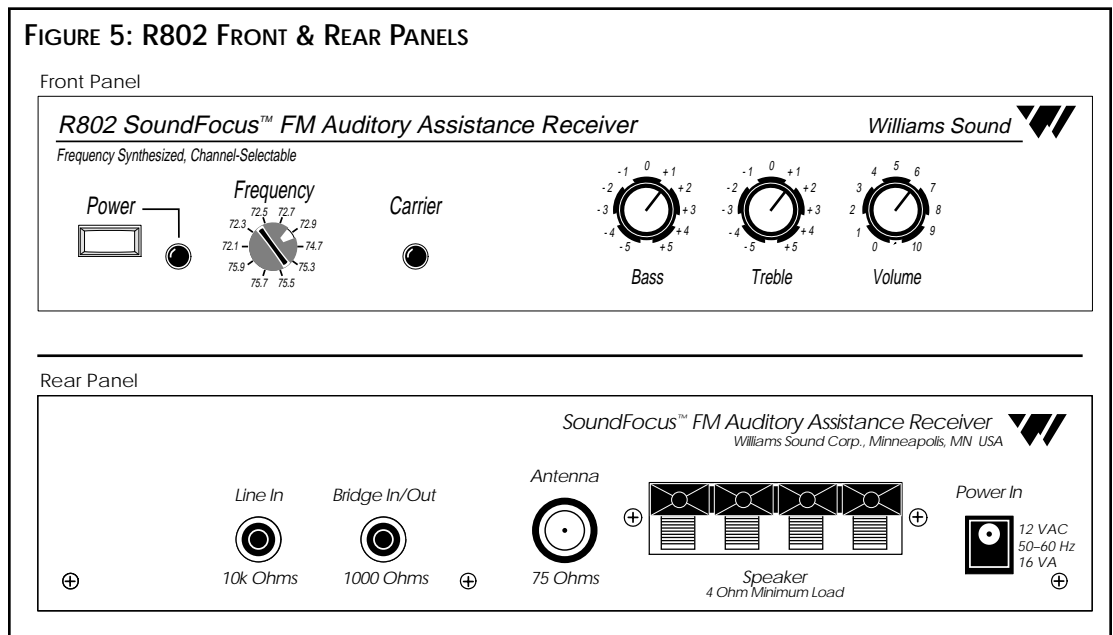 FIGURE 5: R802 FRONT & REAR PANELS
Front Panel
R802 SoundFocus™ FM Auditory Assistance Receiver
Williams Sound
Frequency Synthesized, Channel-Selectable
Power
Frequency
72.5 72.7
72.3 72.9
72.1 74.7
75.9 75.3
75.7 75.5
Carrier
-1 0 +1
-2 +2
-3 +3
-4 +4
-5 +5
Bass
-1 0 +1
-2 +2
-3 +3
-4 +4
-5 +5
Treble
4 5 6
3 7
2 8
1 9
0 10
Volume
Rear Panel
SoundFocus™ FM Auditory Assistance Receiver
Williams Sound Corp., Minneapolis, MN USA
Line In
10k Ohms
Bridge In/Out
1000 Ohms
Antenna
75 Ohms
Speaker
4 Ohm Minimum Load
Power In
12 VAC
50–60 Hz
16 VA